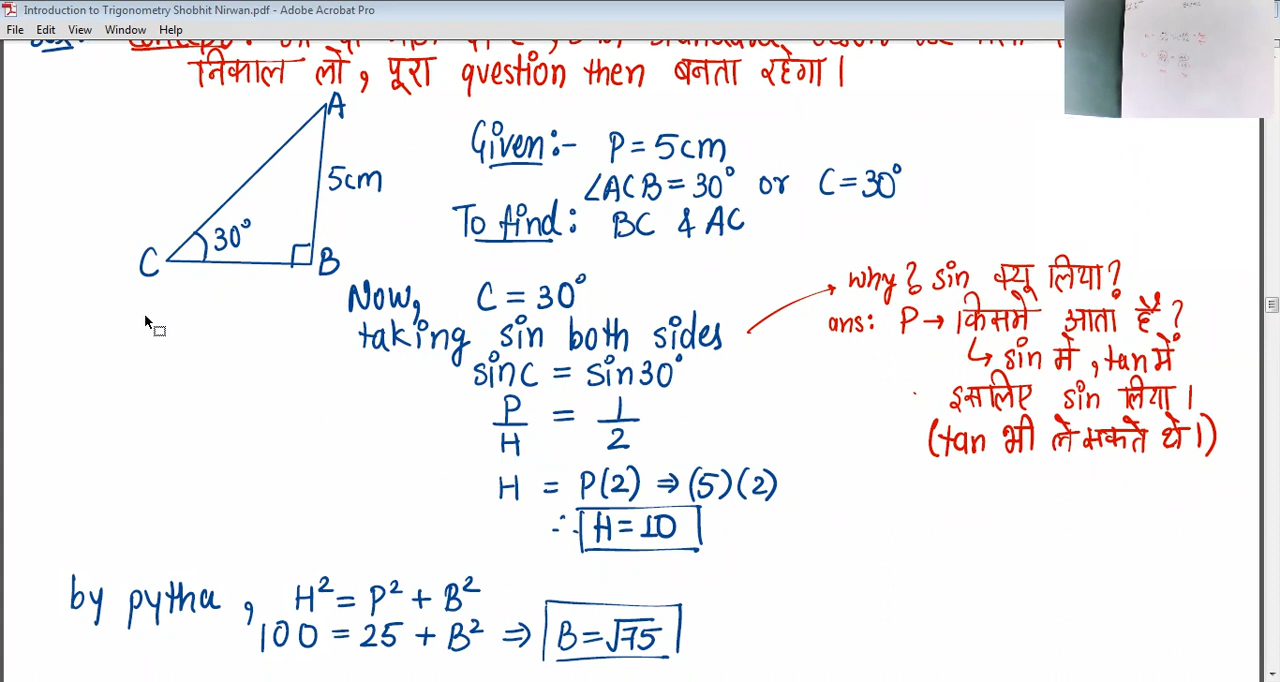 Introduction to Trigonometry Shobhit Nirwan.pdf - Adobe Acrobat Pro
File Edit View Window Help
निकाल लो, पूरा question then बनता रहेगा।
A
5cm
30°
C
B
Given:- P = 5cm
∠ACB = 30° or C = 30°
To find: BC & AC
Now, C = 30°
taking sin both sides
sinC = sin30°
P/H = 1/2
H = P(2) ⇒ (5)(2)
∴ H = 10
why? sin क्यू लिया?
ans: P → किसमे आता है?
↳ sin में, tan में
इसलिए sin लिया।
(tan भी ले सकते थे।)
by pytha, H² = P² + B²
100 = 25 + B² ⇒ B = √75